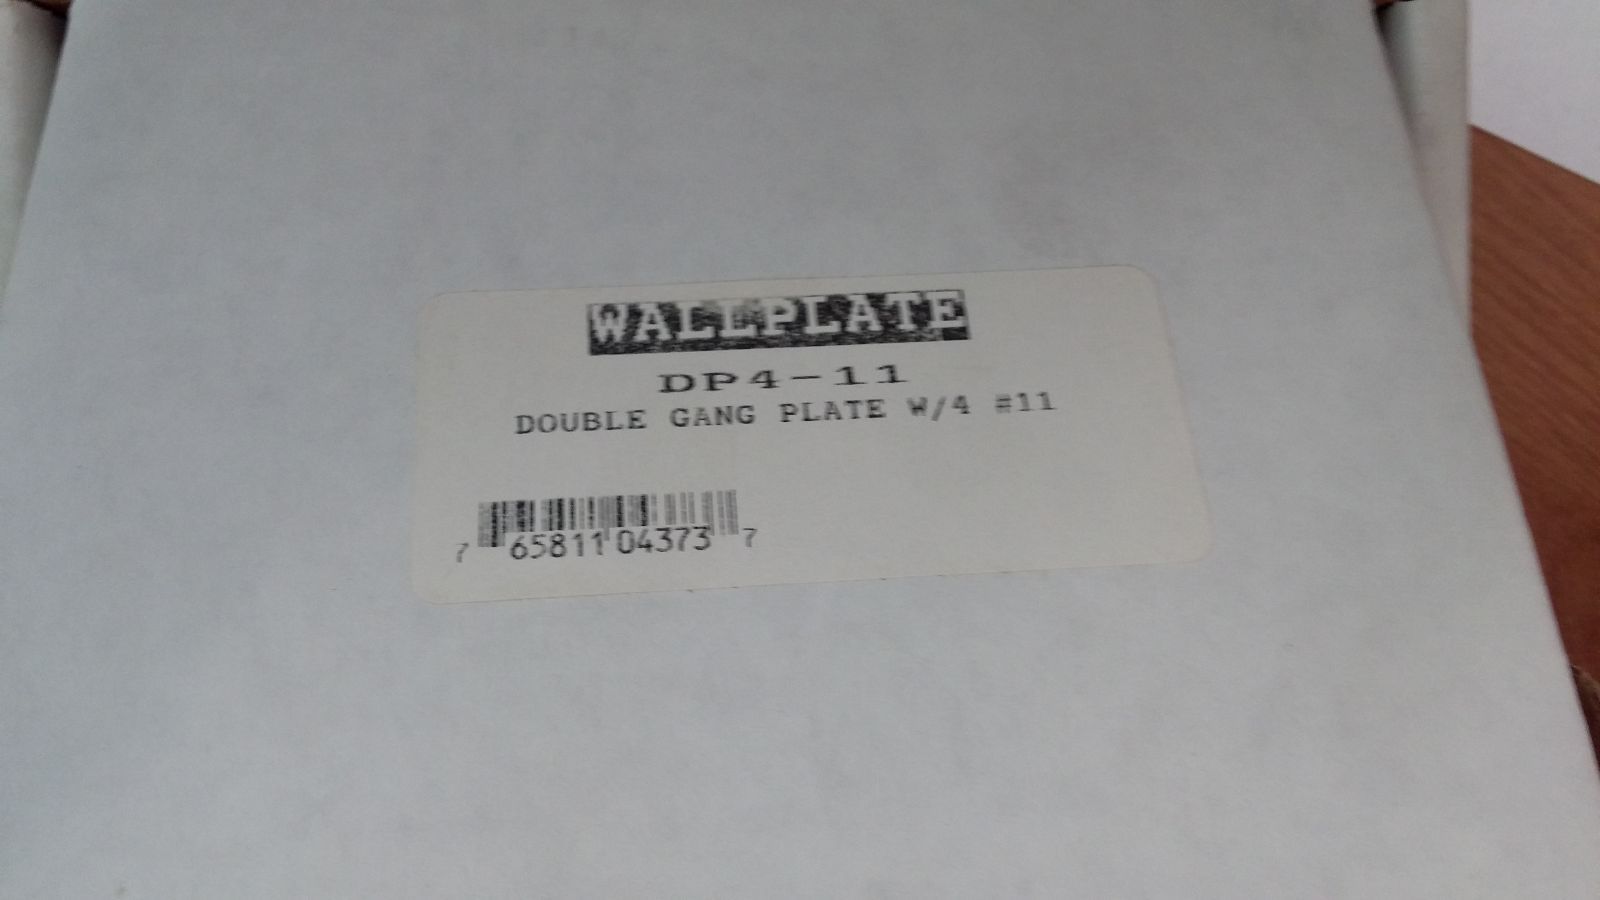 WALLPLATE
DP4-11
DOUBLE GANG PLATE W/4 #11
7 65811 04373 7